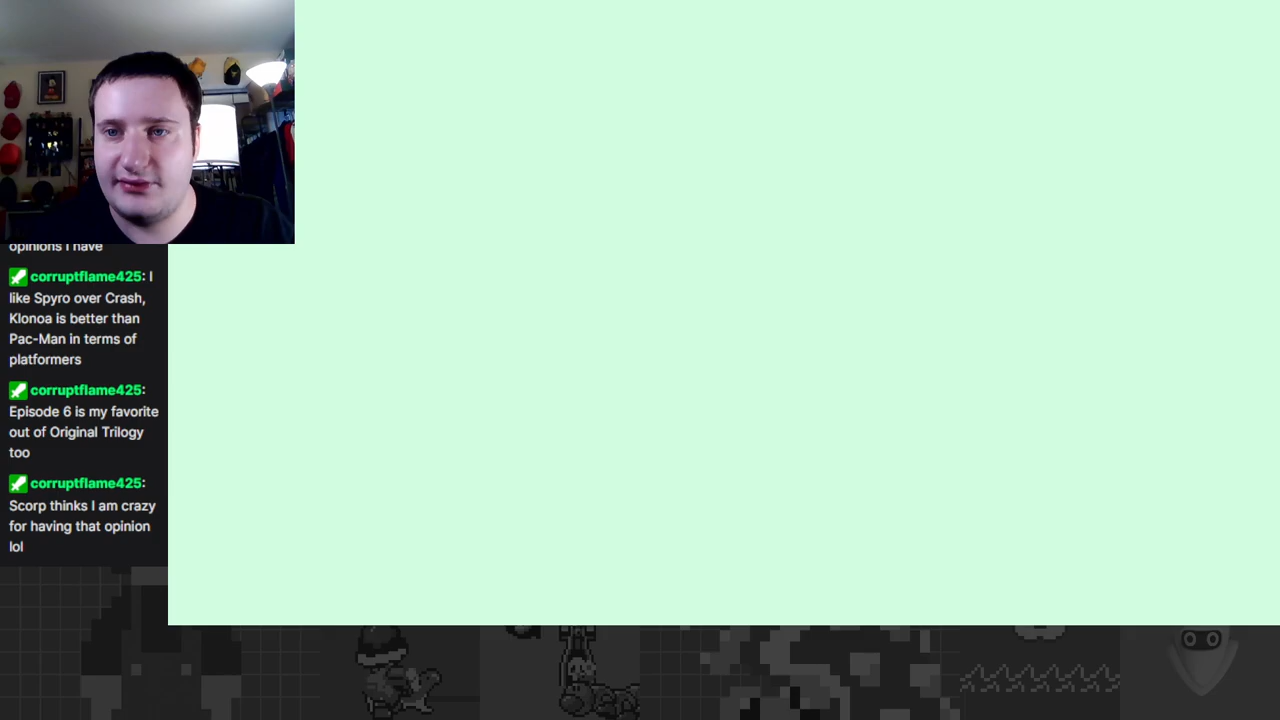 opinions I have
corruptflame425: I
like Spyro over Crash,
Klonoa is better than
Pac-Man in terms of
platformers
corruptflame425:
Episode 6 is my favorite
out of Original Trilogy
too
corruptflame425:
Scorp thinks I am crazy
for having that opinion
lol